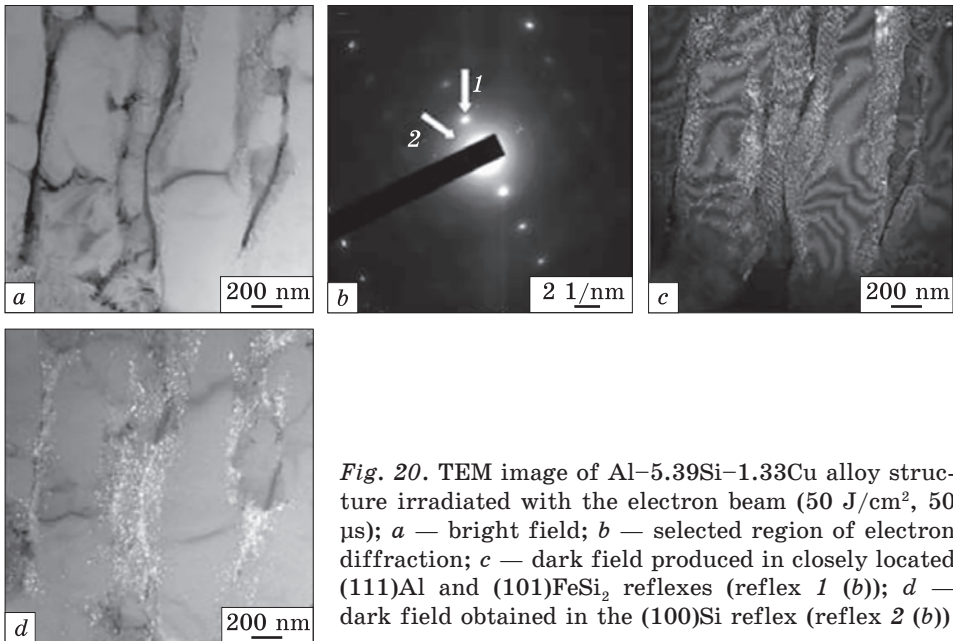 1
2
a
200 nm
b
2 1/nm
c
200 nm
d
200 nm
Fig. 20. TEM image of Al–5.39Si–1.33Cu alloy struc-
ture irradiated with the electron beam (50 J/cm², 50
μs); a — bright field; b — selected region of electron
diffraction; c — dark field produced in closely located
(111)Al and (101)FeSi₂ reflexes (reflex 1 (b)); d —
dark field obtained in the (100)Si reflex (reflex 2 (b))